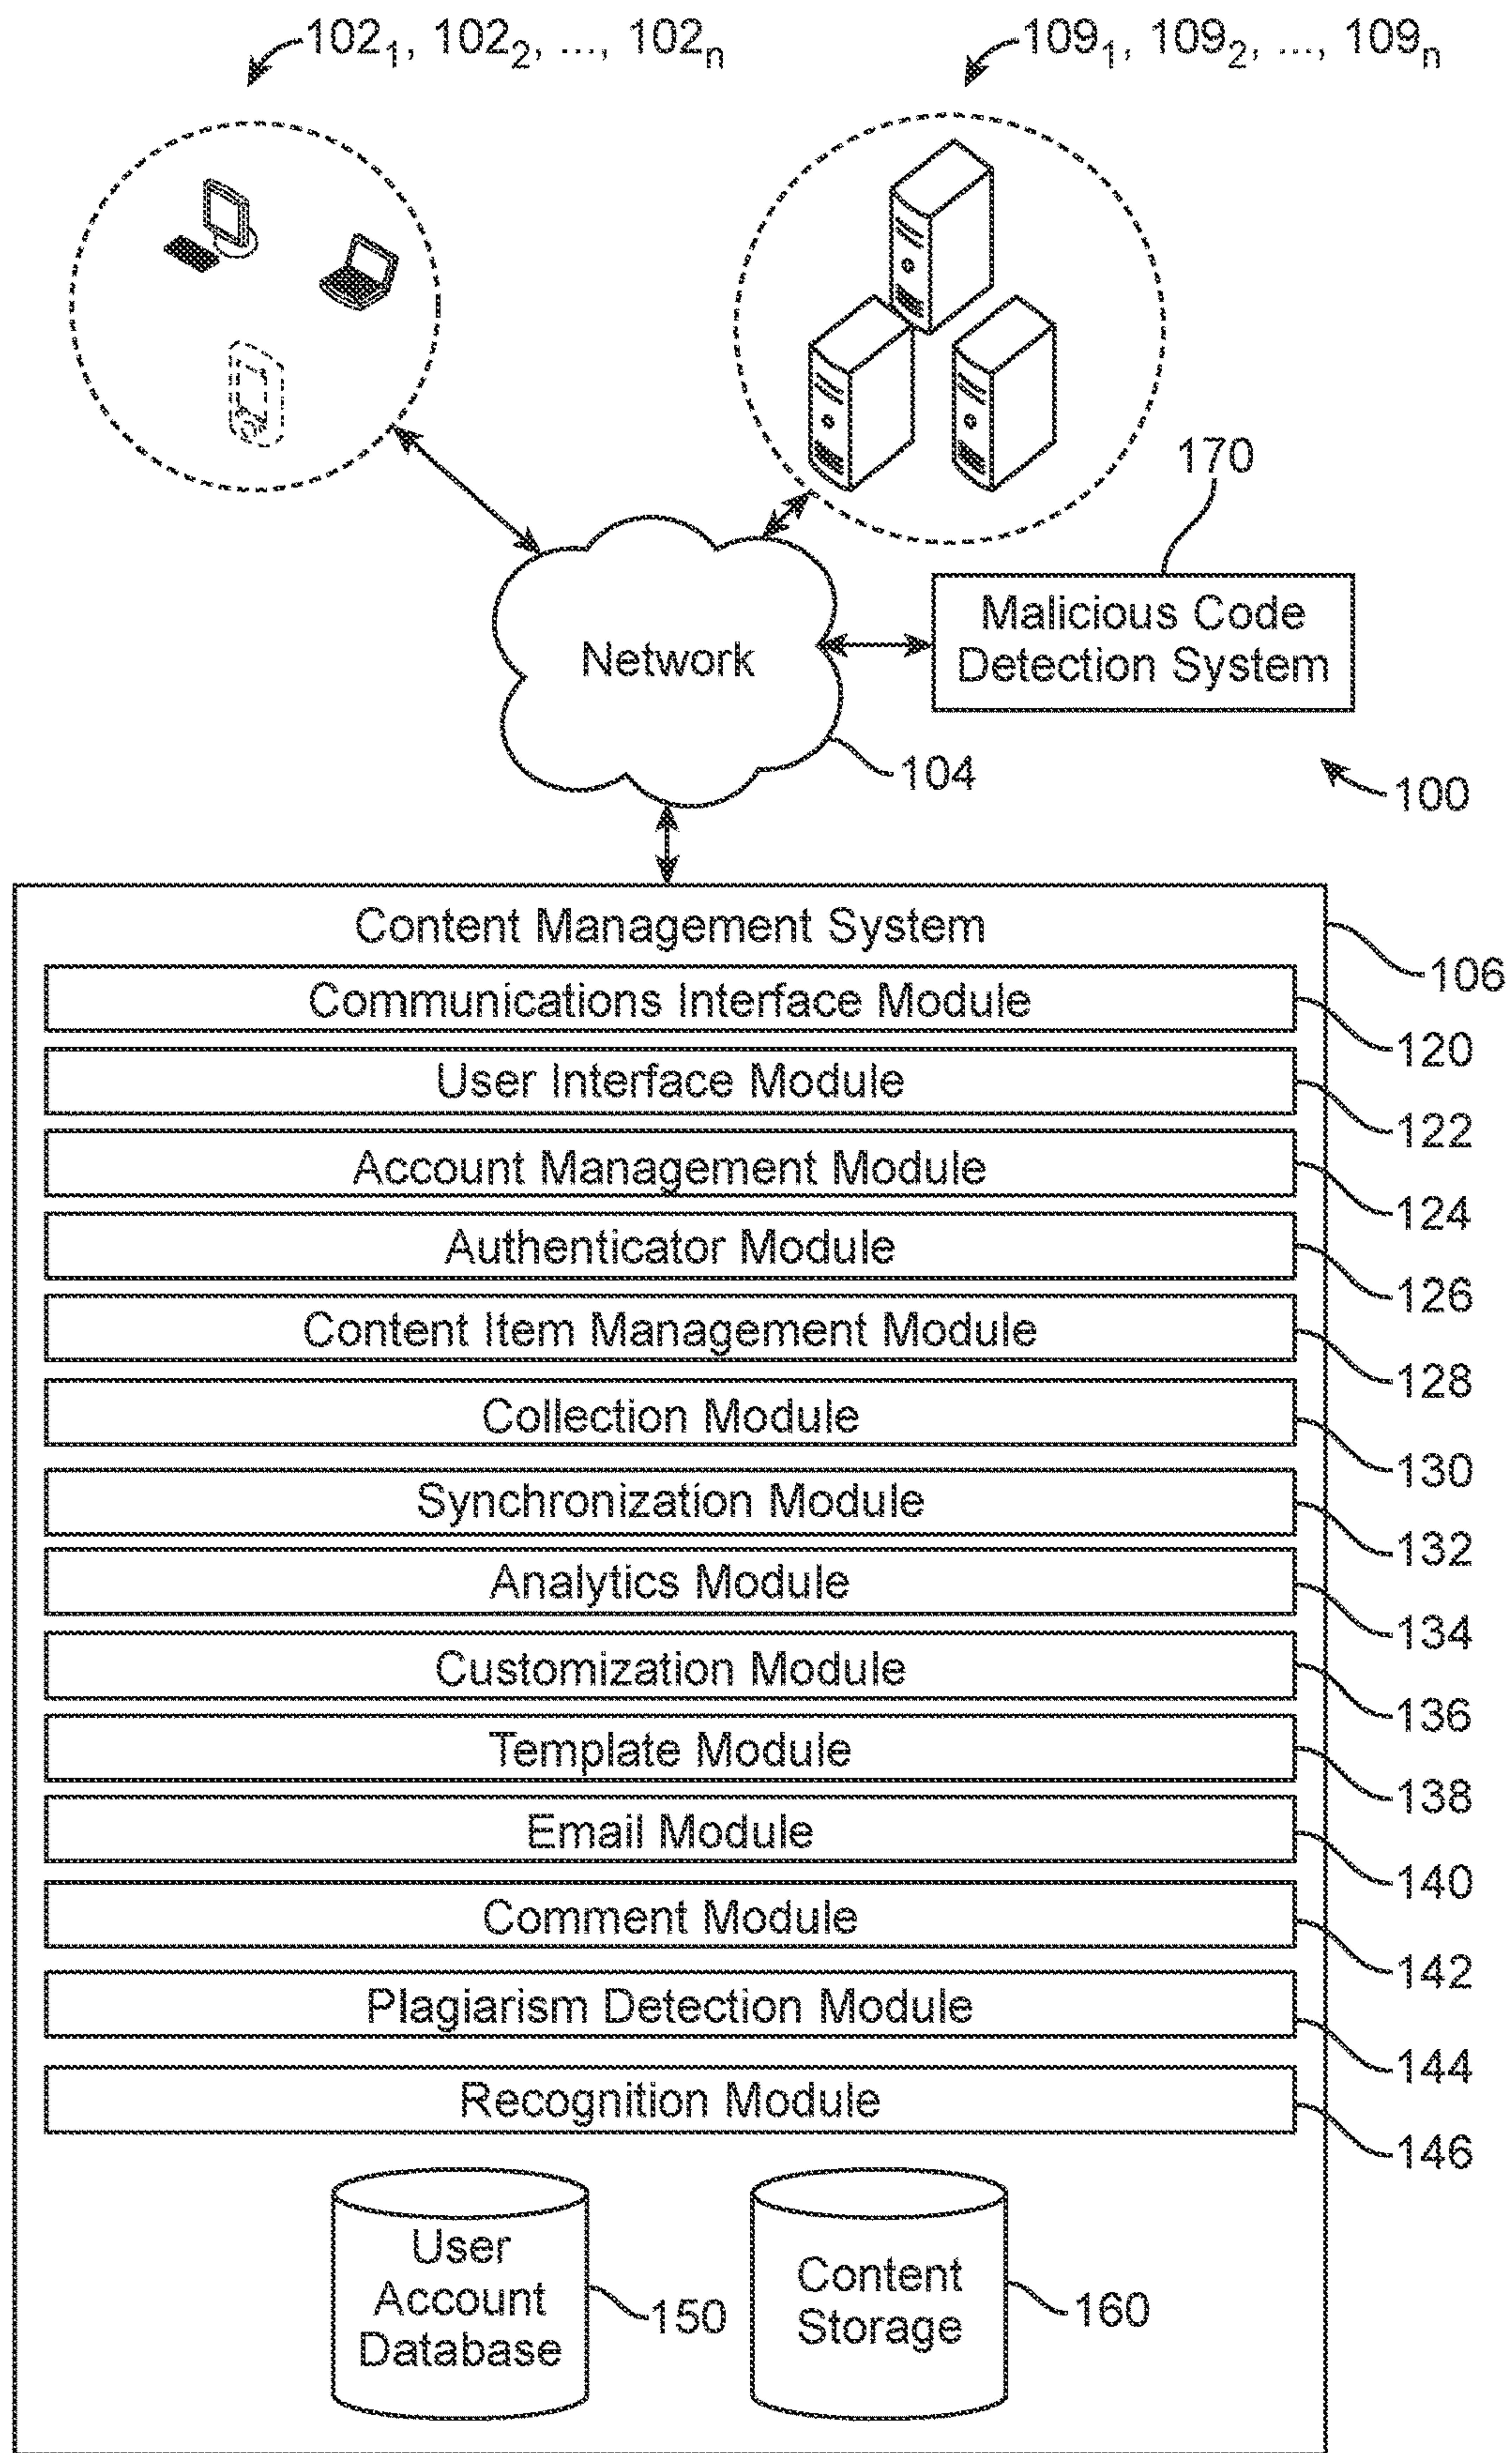 102₁, 102₂, ..., 102ₙ
109₁, 109₂, ..., 109ₙ
170
Malicious Code
Detection System
Network
104
100
Content Management System
106
Communications Interface Module
120
User Interface Module
122
Account Management Module
124
Authenticator Module
126
Content Item Management Module
128
Collection Module
130
Synchronization Module
132
Analytics Module
134
Customization Module
136
Template Module
138
Email Module
140
Comment Module
142
Plagiarism Detection Module
144
Recognition Module
146
User
Account
Database
150
Content
Storage
160